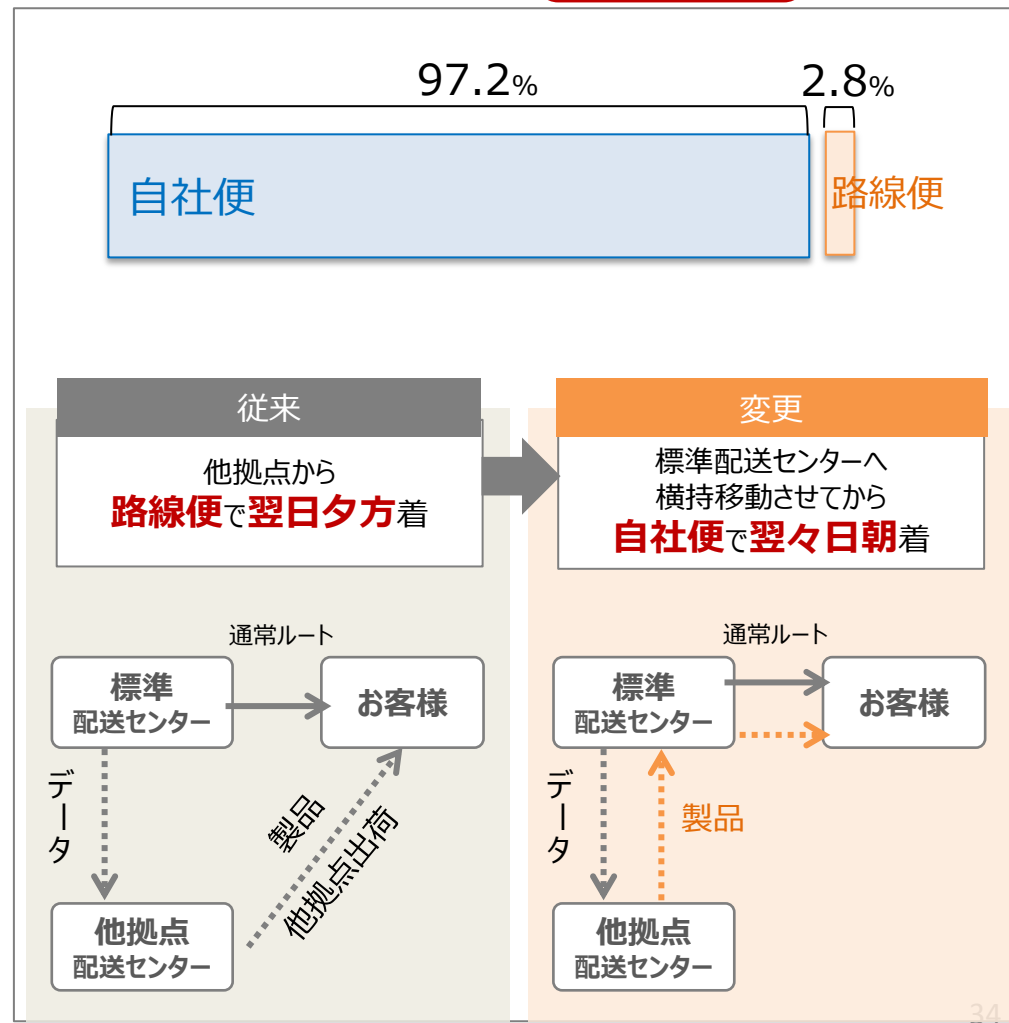 97.2%
2.8%
自社便
路線便
従来
他拠点から
路線便で翌日夕方着
変更
標準配送センターへ
横持移動させてから
自社便で翌々日朝着
通常ルート
標準
配送センター
お客様
データ
製品
他拠点出荷
他拠点
配送センター
通常ルート
標準
配送センター
お客様
データ
製品
他拠点
配送センター
34